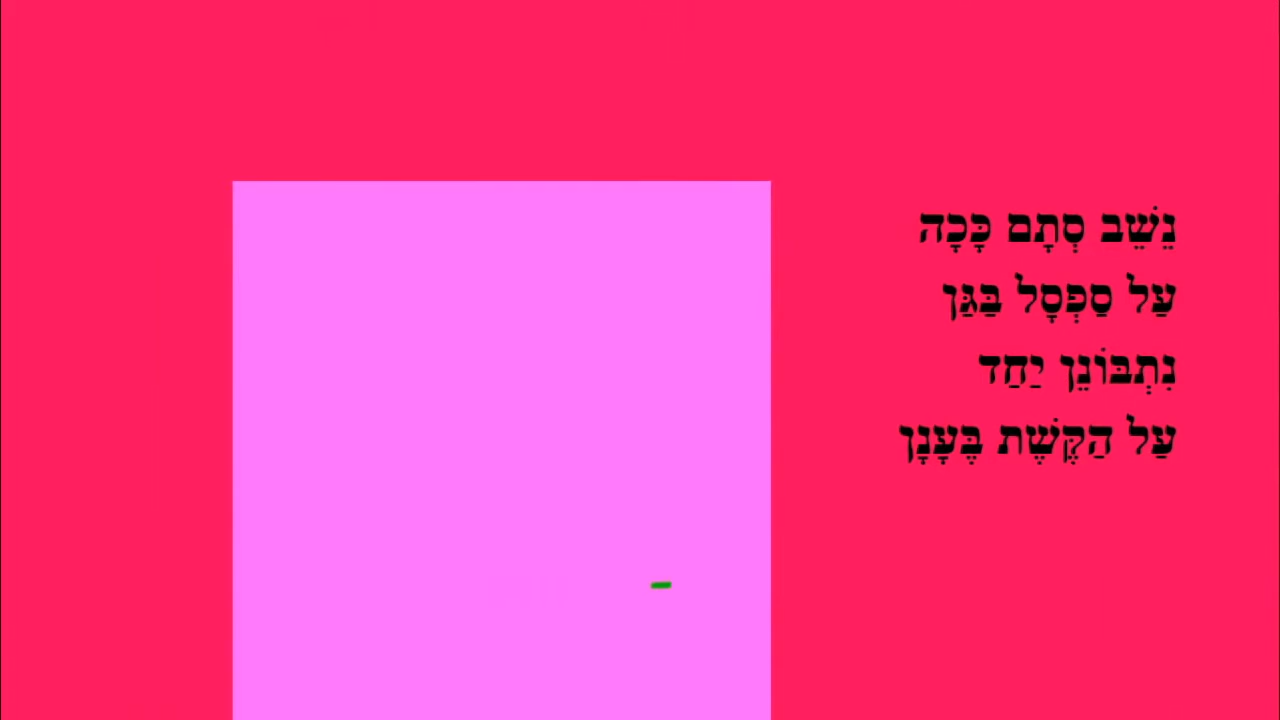 נֵשֵׁב סְתָם כָּכָה
עַל סַפְסָל בַּגַּן
נִתְבּוֹנֵן יַחַד
עַל הַקֶּשֶׁת בֶּעָנָן